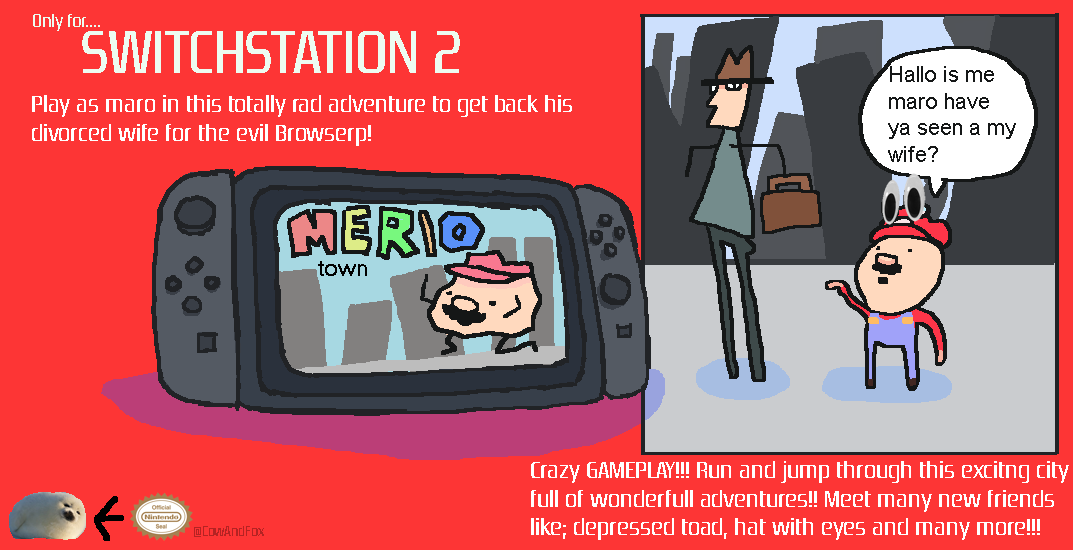 Only for....
SWITCHSTATION 2
Play as maro in this totally rad adventure to get back his
divorced wife for the evil Browserp!
MERIO
town
Hallo is me
maro have
ya seen a my
wife?
Crazy GAMEPLAY!!! Run and jump through this excitng city
full of wonderfull adventures!! Meet many new friends
like; depressed toad, hat with eyes and many more!!!
Official
Nintendo
Seal
@CowAndFox